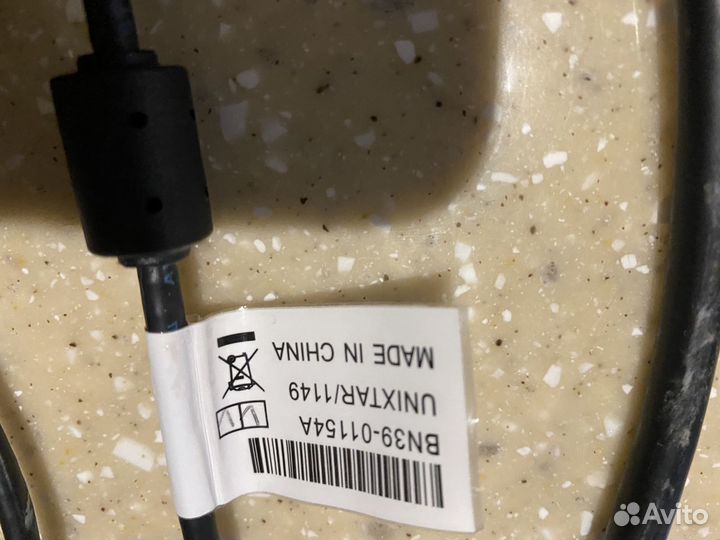 BN39-01154A
UNIXTAR/1149
MADE IN CHINA
Avito